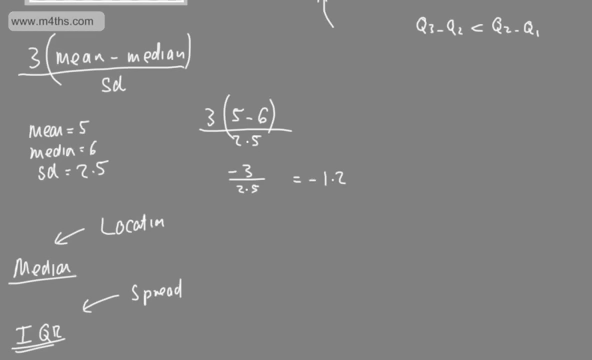 www.m4ths.com
Q3-Q2 < Q2-Q1
3(mean-median)
sd
mean = 5
median = 6
sd = 2.5
3(5-6)
2.5
-3
2.5
= -1.2
Location
Median
Spread
IQR